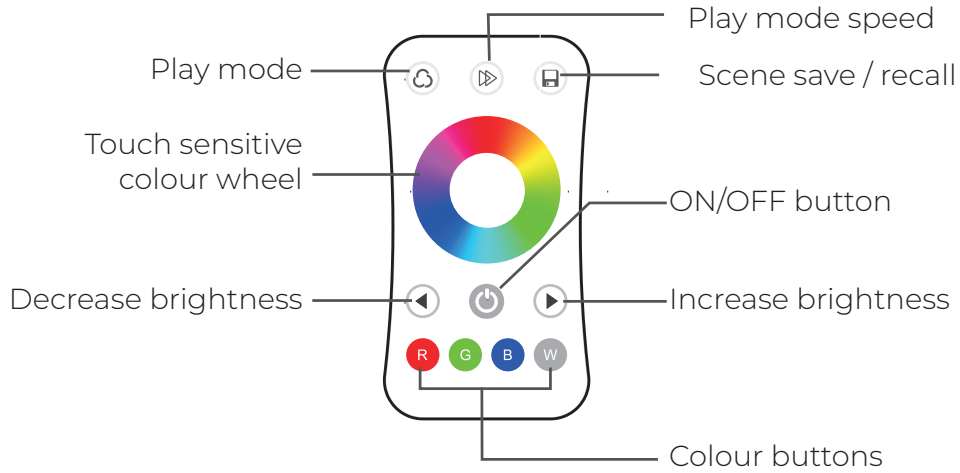 Play mode speed
Play mode
Scene save / recall
Touch sensitive
colour wheel
ON/OFF button
Decrease brightness
Increase brightness
R G B W
Colour buttons